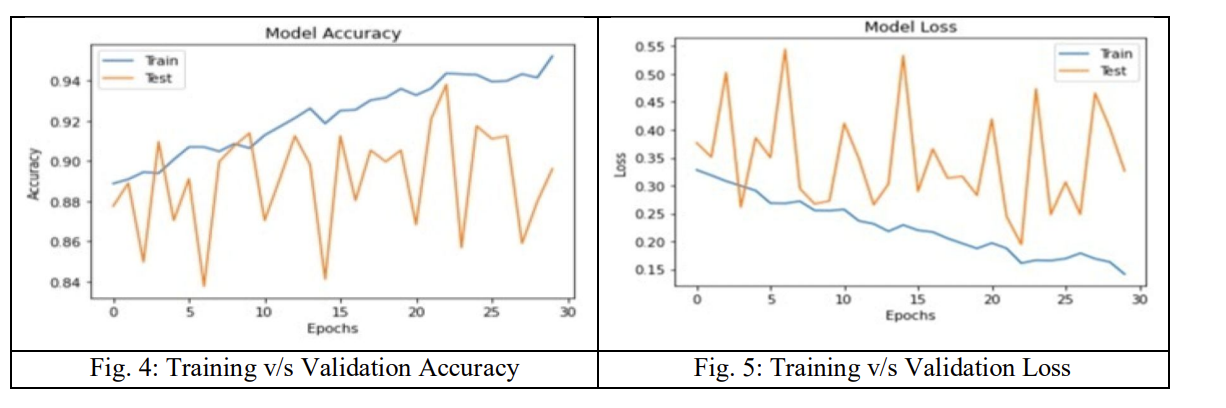 Model Accuracy
Train
Test
0.94
0.92
0.90
0.88
0.86
0.84
Accuracy
0 5 10 15 20 25 30
Epochs
Fig. 4: Training v/s Validation Accuracy
Model Loss
Train
Test
0.55
0.50
0.45
0.40
0.35
0.30
0.25
0.20
0.15
Loss
0 5 10 15 20 25 30
Epochs
Fig. 5: Training v/s Validation Loss